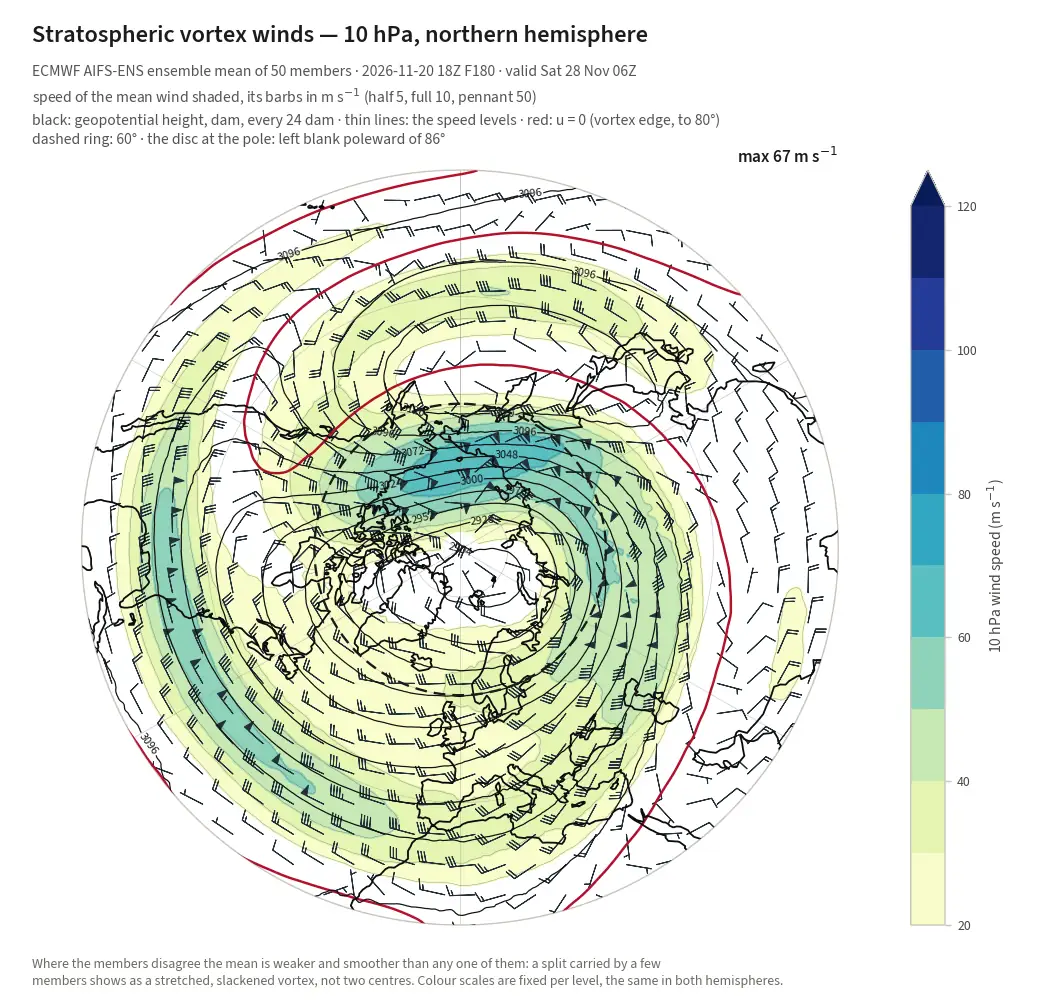 Stratospheric vortex winds — 10 hPa, northern hemisphere
ECMWF AIFS-ENS ensemble mean of 50 members · 2026-11-20 18Z F180 · valid Sat 28 Nov 06Z
speed of the mean wind shaded, its barbs in m s⁻¹ (half 5, full 10, pennant 50)
black: geopotential height, dam, every 24 dam · thin lines: the speed levels · red: u = 0 (vortex edge, to 80°)
dashed ring: 60° · the disc at the pole: left blank poleward of 86°
max 67 m s⁻¹
3096
3096
3096
3096
3072
3048
3000
3096
120
100
80
60
40
20
10 hPa wind speed (m s⁻¹)
Where the members disagree the mean is weaker and smoother than any one of them: a split carried by a few
members shows as a stretched, slackened vortex, not two centres. Colour scales are fixed per level, the same in both hemispheres.